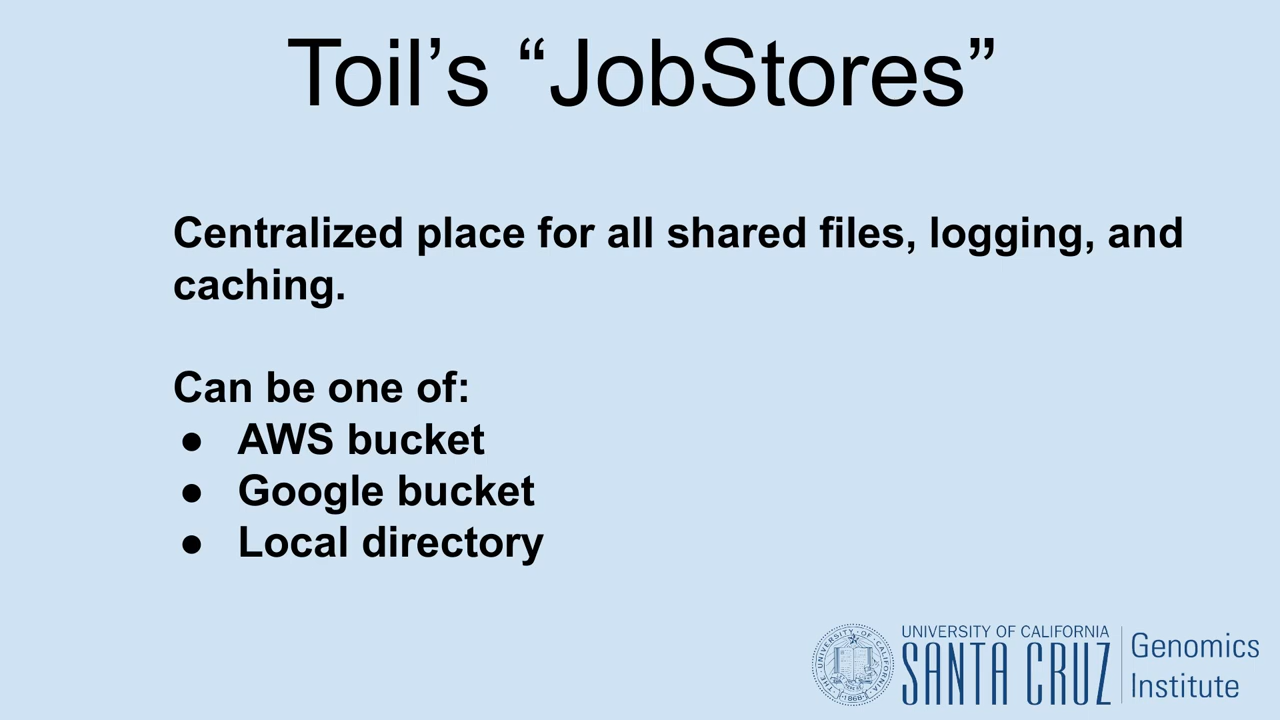 Toil’s “JobStores”
Centralized place for all shared files, logging, and
caching.
Can be one of:
● AWS bucket
● Google bucket
● Local directory
UNIVERSITY OF CALIFORNIA
SANTA CRUZ
Genomics
Institute